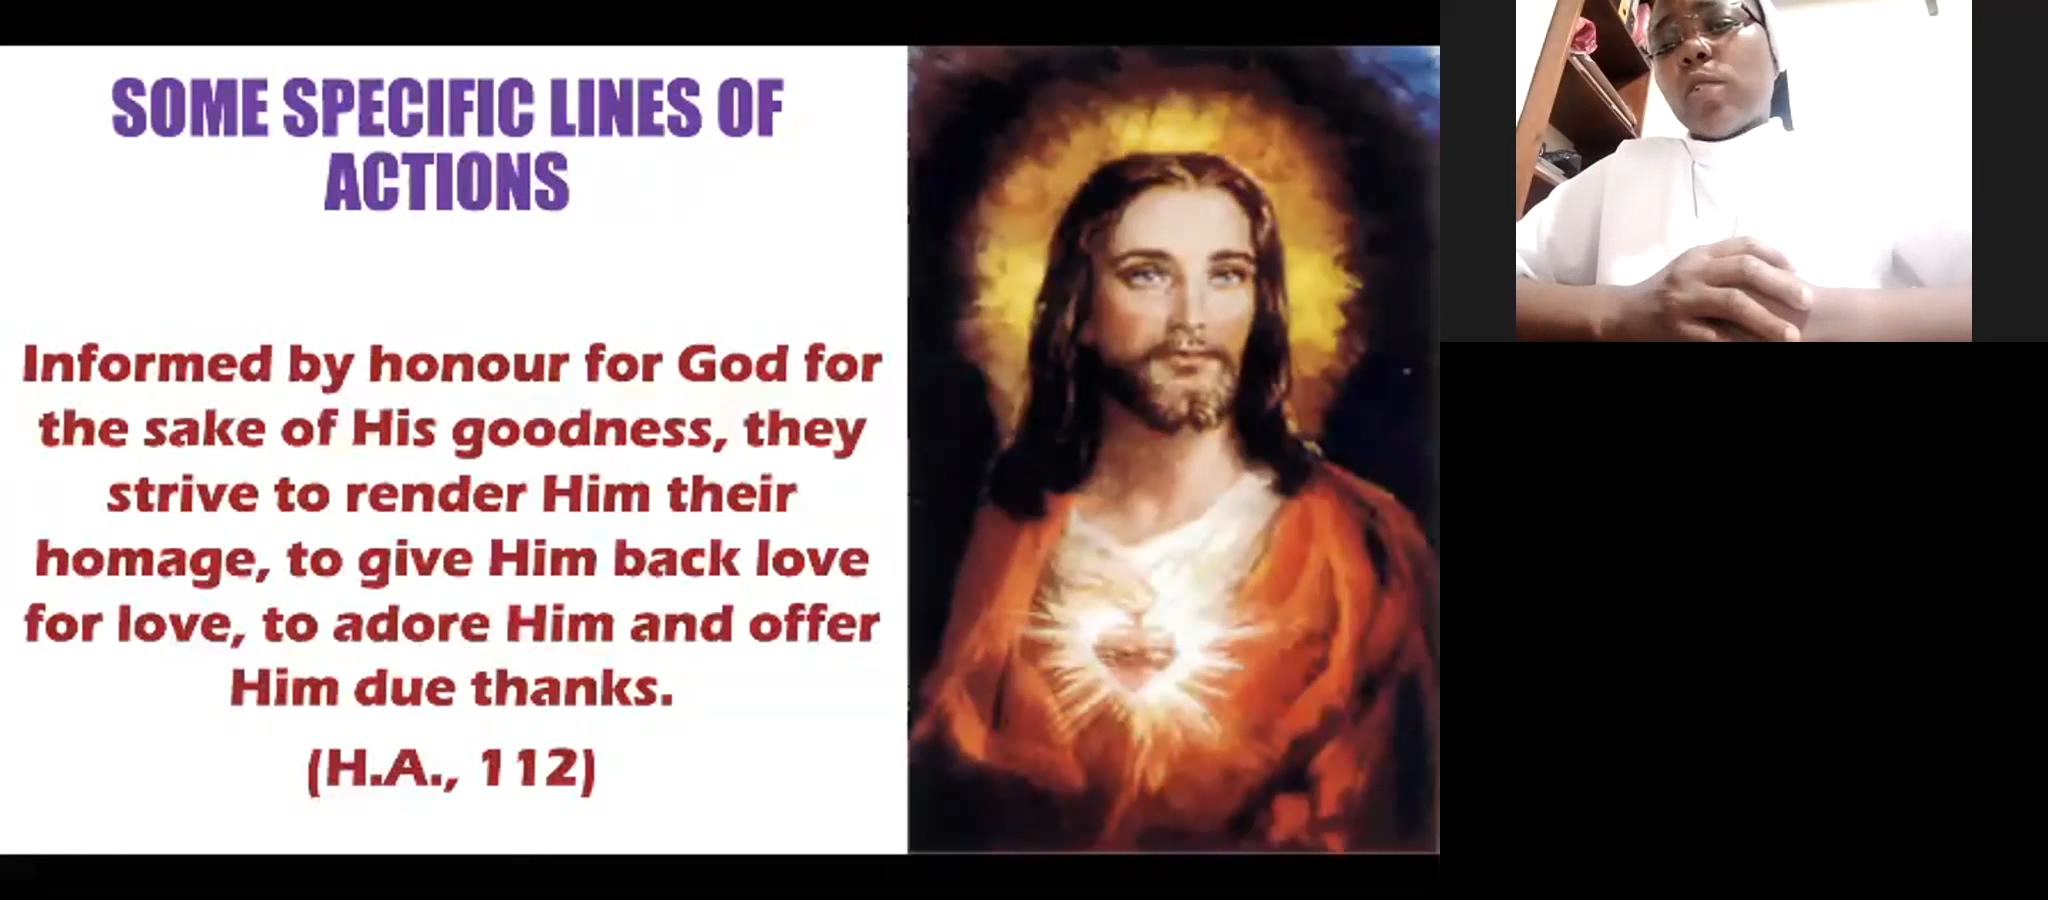 SOME SPECIFIC LINES OF
ACTIONS
Informed by honour for God for
the sake of His goodness, they
strive to render Him their
homage, to give Him back love
for love, to adore Him and offer
Him due thanks.
(H.A., 112)